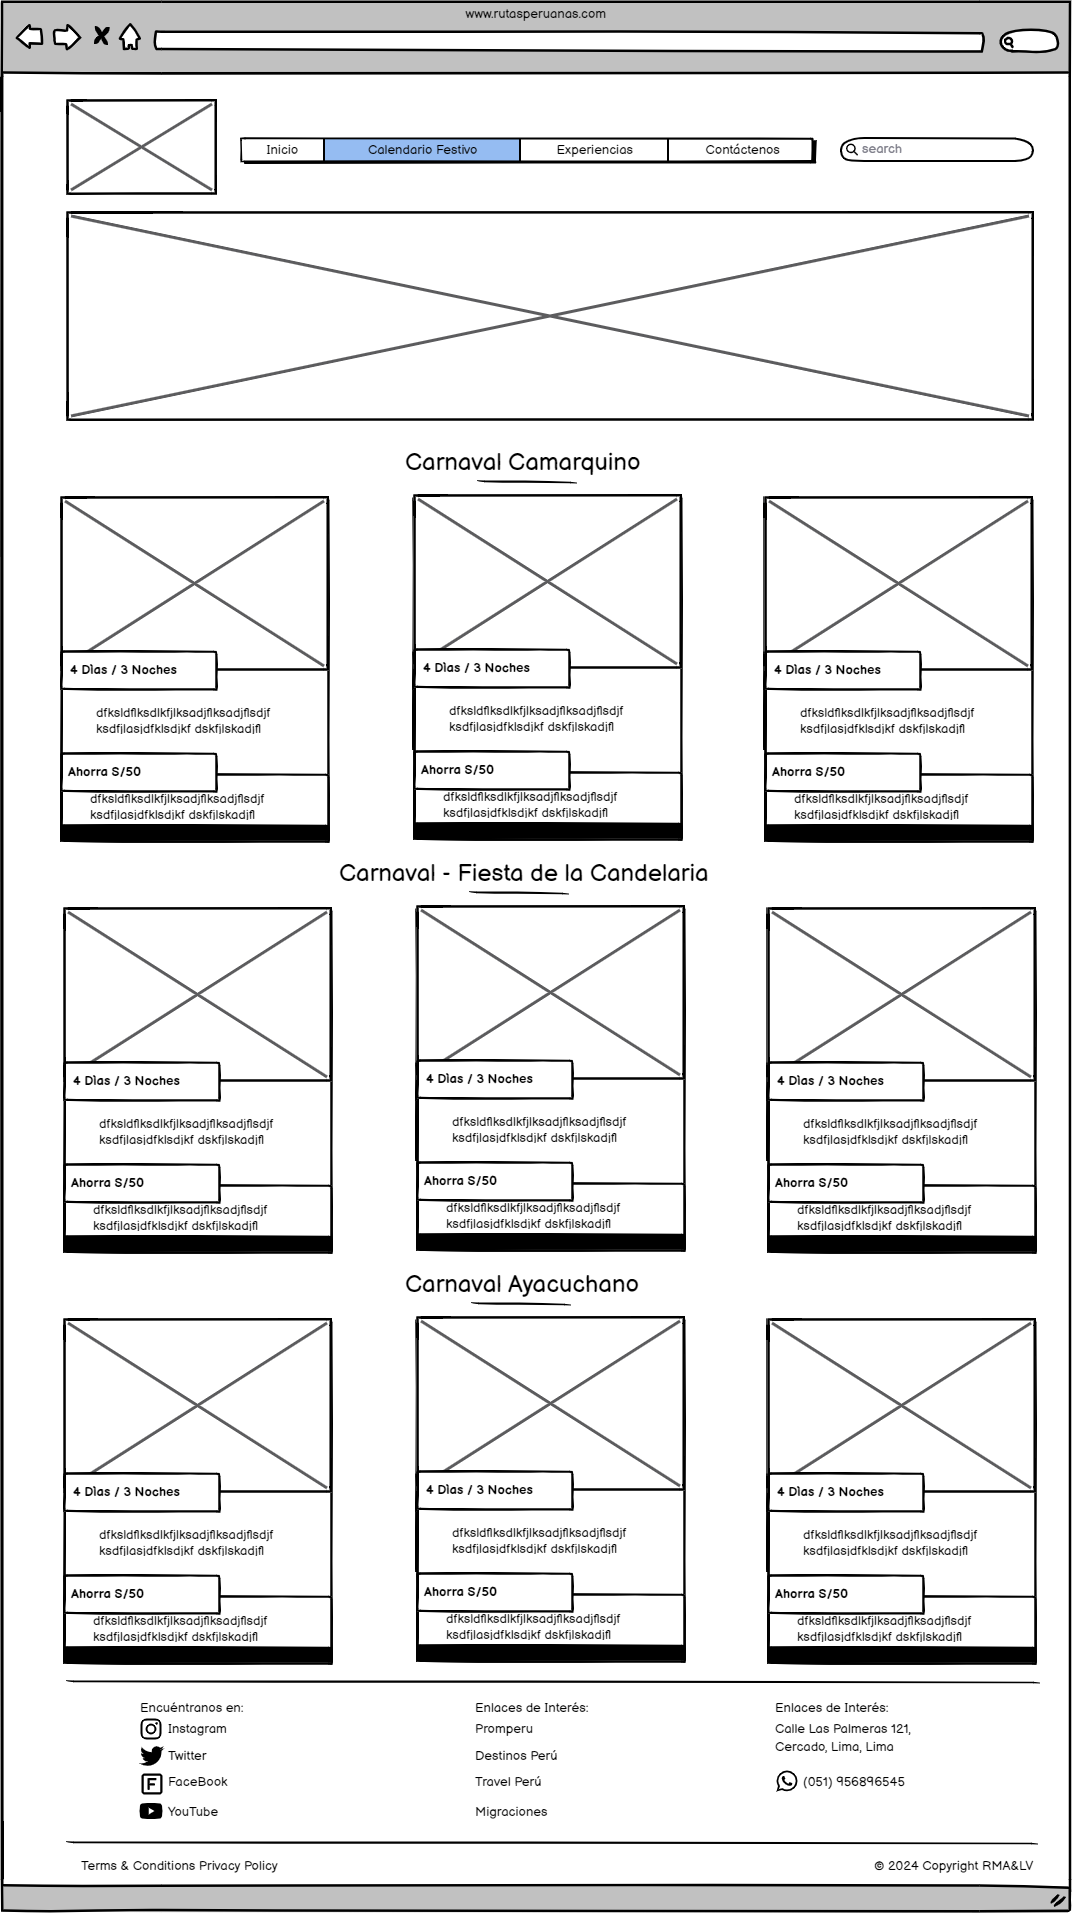 www.rutasperuanas.com
Inicio Calendario Festivo Experiencias Contáctenos search
Carnaval Camarquino
4 Dìas / 3 Noches 4 Dìas / 3 Noches 4 Dìas / 3 Noches
dfksldflksdlkfjlksadjflksadjflsdjf dfksldflksdlkfjlksadjflksadjflsdjf dfksldflksdlkfjlksadjflksadjflsdjf
ksdfjlasjdfklsdjkf dskfjlskadjfl ksdfjlasjdfklsdjkf dskfjlskadjfl ksdfjlasjdfklsdjkf dskfjlskadjfl
Ahorra S/50 Ahorra S/50 Ahorra S/50
dfksldflksdlkfjlksadjflksadjflsdjf dfksldflksdlkfjlksadjflksadjflsdjf dfksldflksdlkfjlksadjflksadjflsdjf
ksdfjlasjdfklsdjkf dskfjlskadjfl ksdfjlasjdfklsdjkf dskfjlskadjfl ksdfjlasjdfklsdjkf dskfjlskadjfl
Carnaval - Fiesta de la Candelaria
4 Dìas / 3 Noches 4 Dìas / 3 Noches 4 Dìas / 3 Noches
dfksldflksdlkfjlksadjflksadjflsdjf dfksldflksdlkfjlksadjflksadjflsdjf dfksldflksdlkfjlksadjflksadjflsdjf
ksdfjlasjdfklsdjkf dskfjlskadjfl ksdfjlasjdfklsdjkf dskfjlskadjfl ksdfjlasjdfklsdjkf dskfjlskadjfl
Ahorra S/50 Ahorra S/50 Ahorra S/50
dfksldflksdlkfjlksadjflksadjflsdjf dfksldflksdlkfjlksadjflksadjflsdjf dfksldflksdlkfjlksadjflksadjflsdjf
ksdfjlasjdfklsdjkf dskfjlskadjfl ksdfjlasjdfklsdjkf dskfjlskadjfl ksdfjlasjdfklsdjkf dskfjlskadjfl
Carnaval Ayacuchano
4 Dìas / 3 Noches 4 Dìas / 3 Noches 4 Dìas / 3 Noches
dfksldflksdlkfjlksadjflksadjflsdjf dfksldflksdlkfjlksadjflksadjflsdjf dfksldflksdlkfjlksadjflksadjflsdjf
ksdfjlasjdfklsdjkf dskfjlskadjfl ksdfjlasjdfklsdjkf dskfjlskadjfl ksdfjlasjdfklsdjkf dskfjlskadjfl
Ahorra S/50 Ahorra S/50 Ahorra S/50
dfksldflksdlkfjlksadjflksadjflsdjf dfksldflksdlkfjlksadjflksadjflsdjf dfksldflksdlkfjlksadjflksadjflsdjf
ksdfjlasjdfklsdjkf dskfjlskadjfl ksdfjlasjdfklsdjkf dskfjlskadjfl ksdfjlasjdfklsdjkf dskfjlskadjfl
Encuéntranos en:
Instagram
Twitter
FaceBook
YouTube
Enlaces de Interés:
Promperu
Destinos Perú
Travel Perú
Migraciones
Enlaces de Interés:
Calle Las Palmeras 121,
Cercado, Lima, Lima
(051) 956896545
Terms & Conditions Privacy Policy
© 2024 Copyright RMA&LV